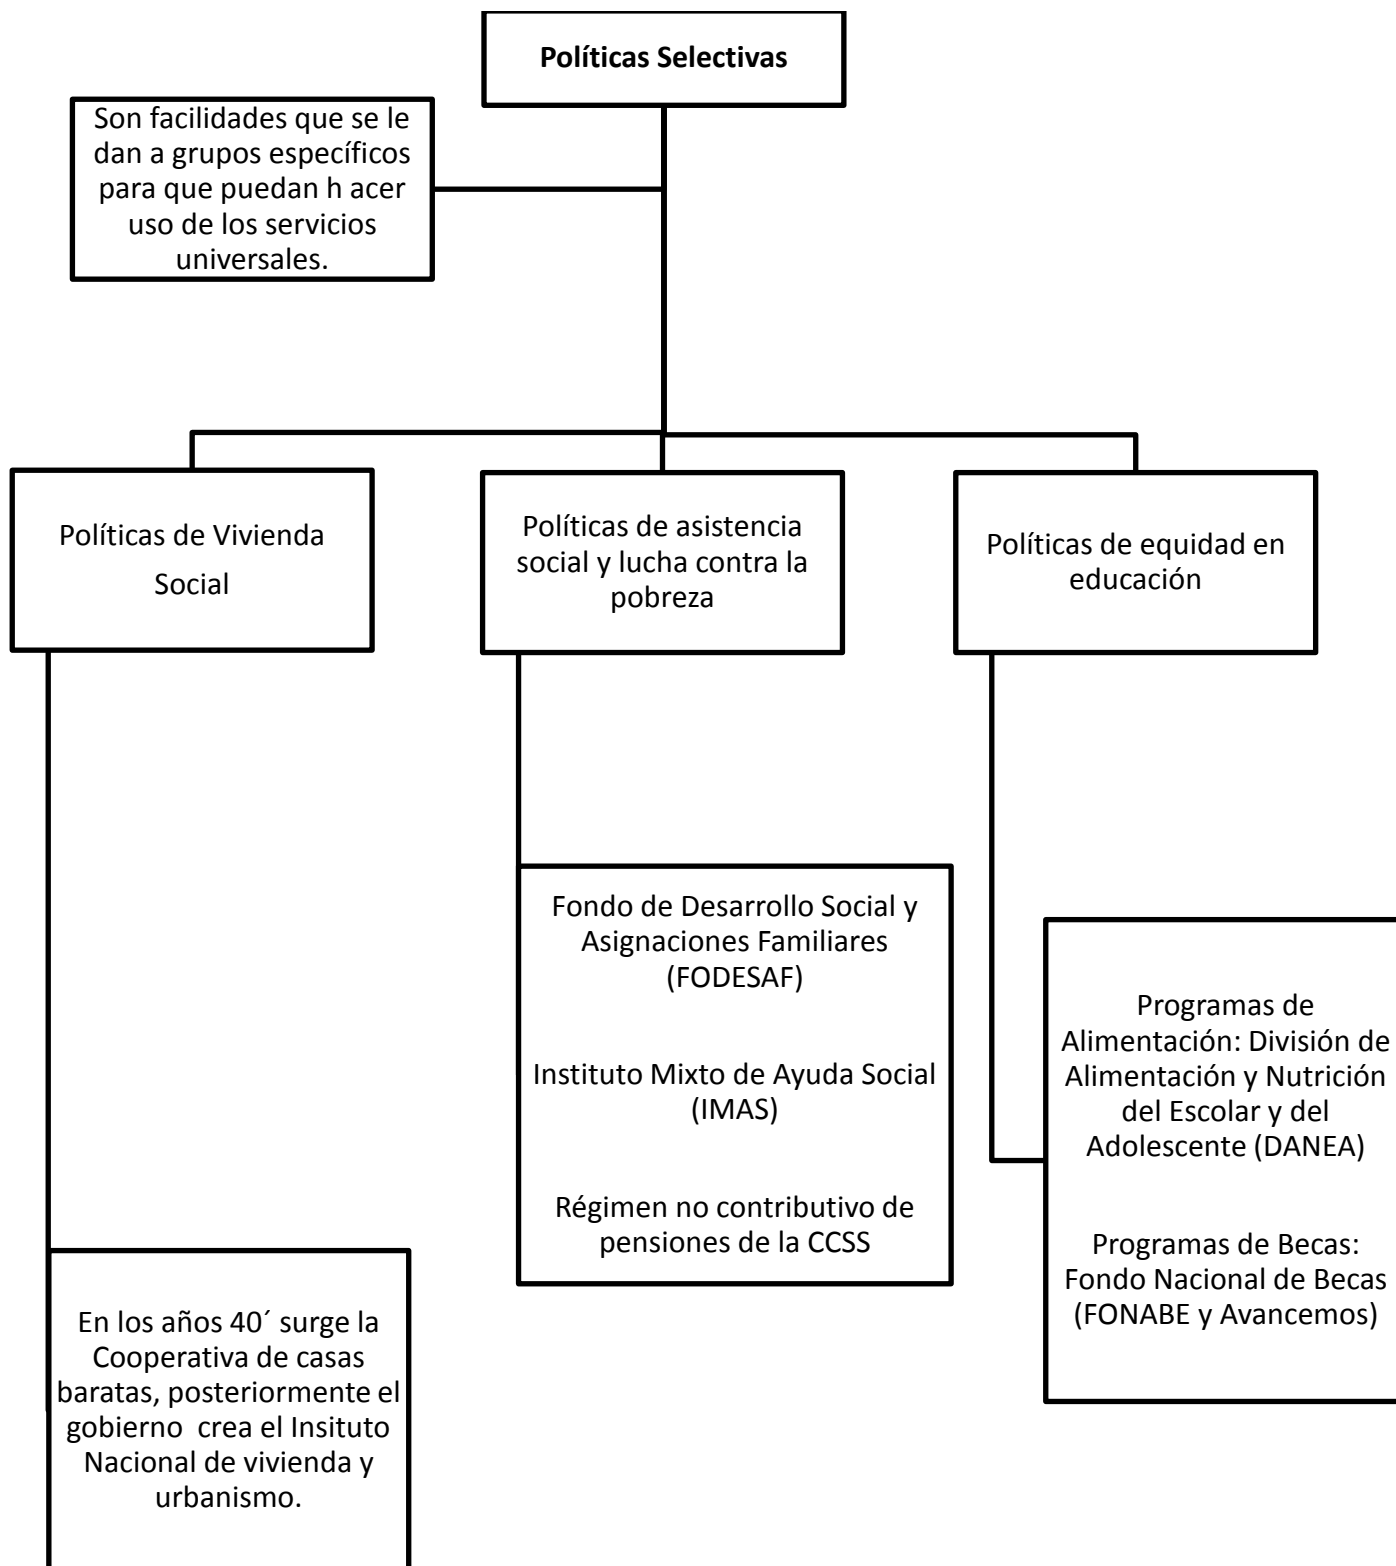 Políticas Selectivas
Son facilidades que se le
dan a grupos específicos
para que puedan h acer
uso de los servicios
universales.
Políticas de Vivienda
Social
Políticas de asistencia
social y lucha contra la
pobreza
Políticas de equidad en
educación
Fondo de Desarrollo Social y
Asignaciones Familiares
(FODESAF)
Instituto Mixto de Ayuda Social
(IMAS)
Régimen no contributivo de
pensiones de la CCSS
Programas de
Alimentación: División de
Alimentación y Nutrición
del Escolar y del
Adolescente (DANEA)
Programas de Becas:
Fondo Nacional de Becas
(FONABE y Avancemos)
En los años 40´ surge la
Cooperativa de casas
baratas, posteriormente el
gobierno  crea el Insituto
Nacional de vivienda y
urbanismo.